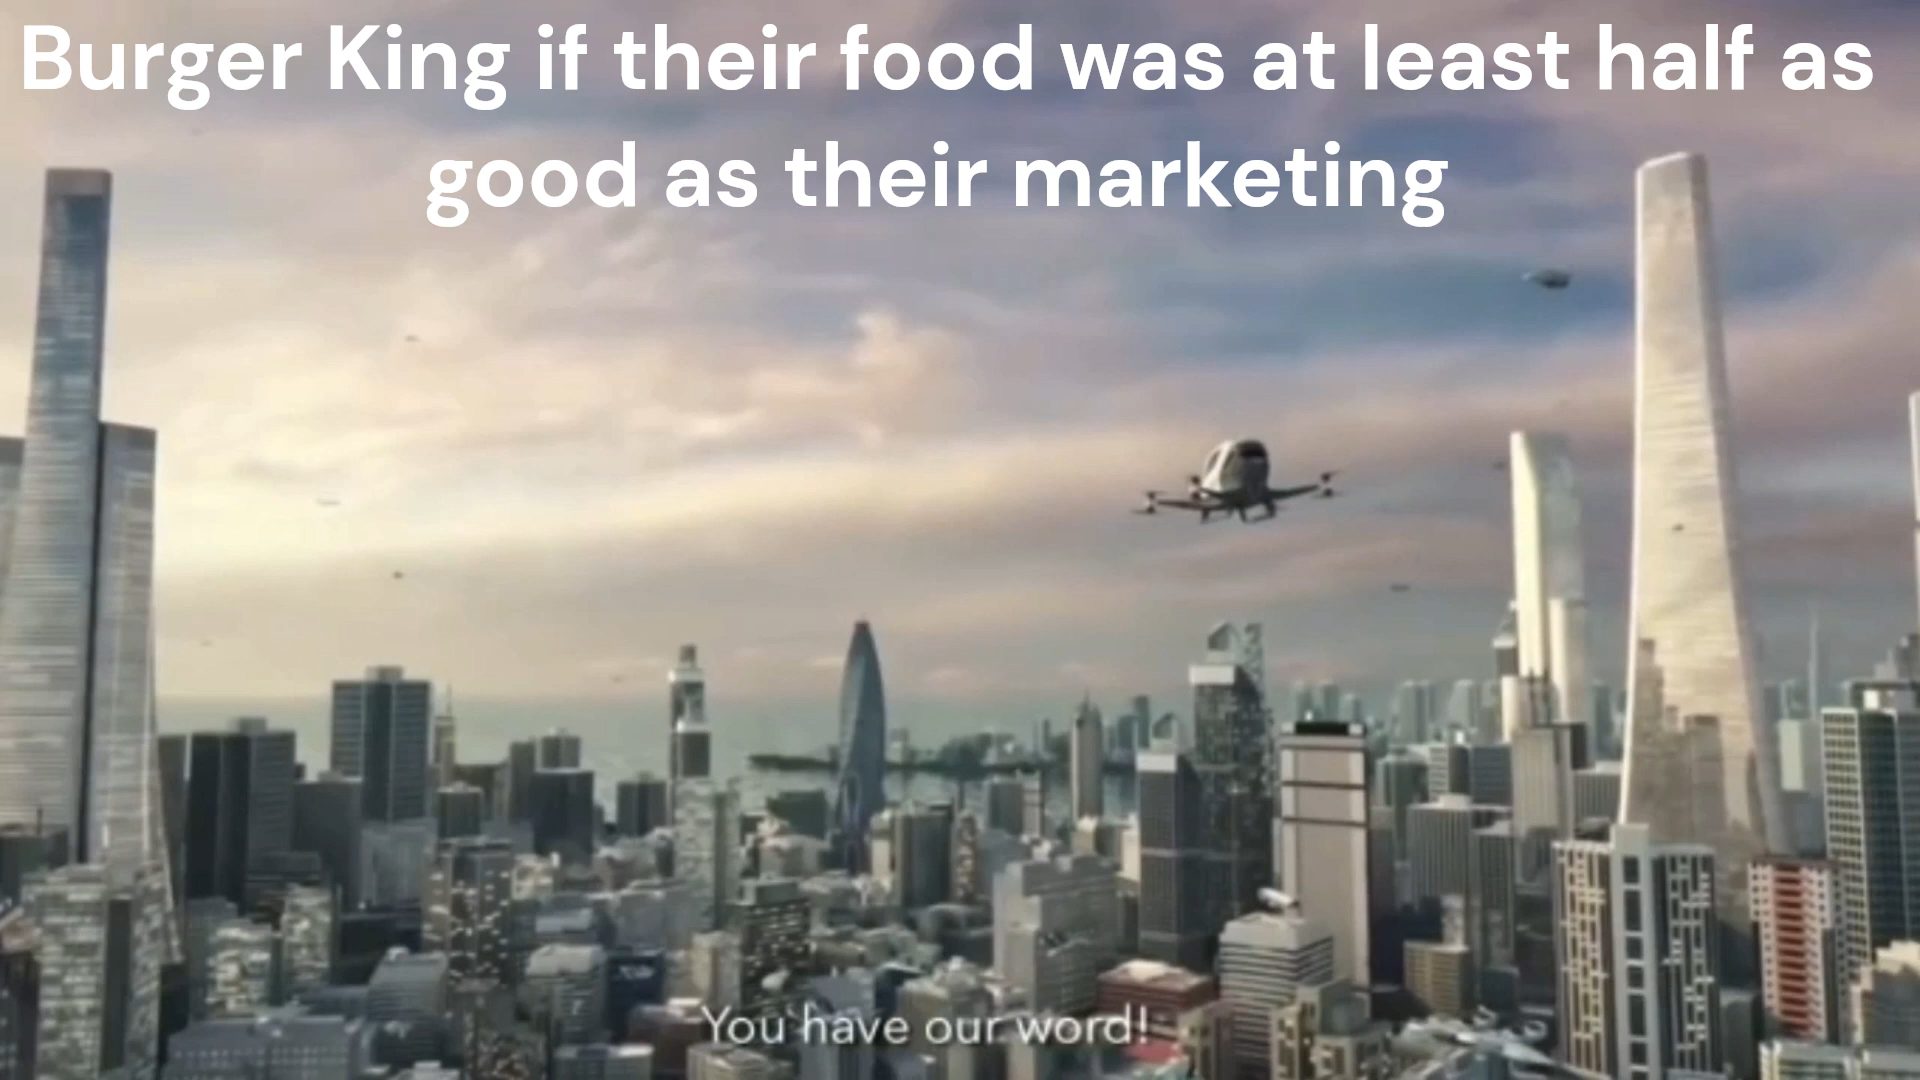 Burger King if their food was at least half as
good as their marketing
You have our word!